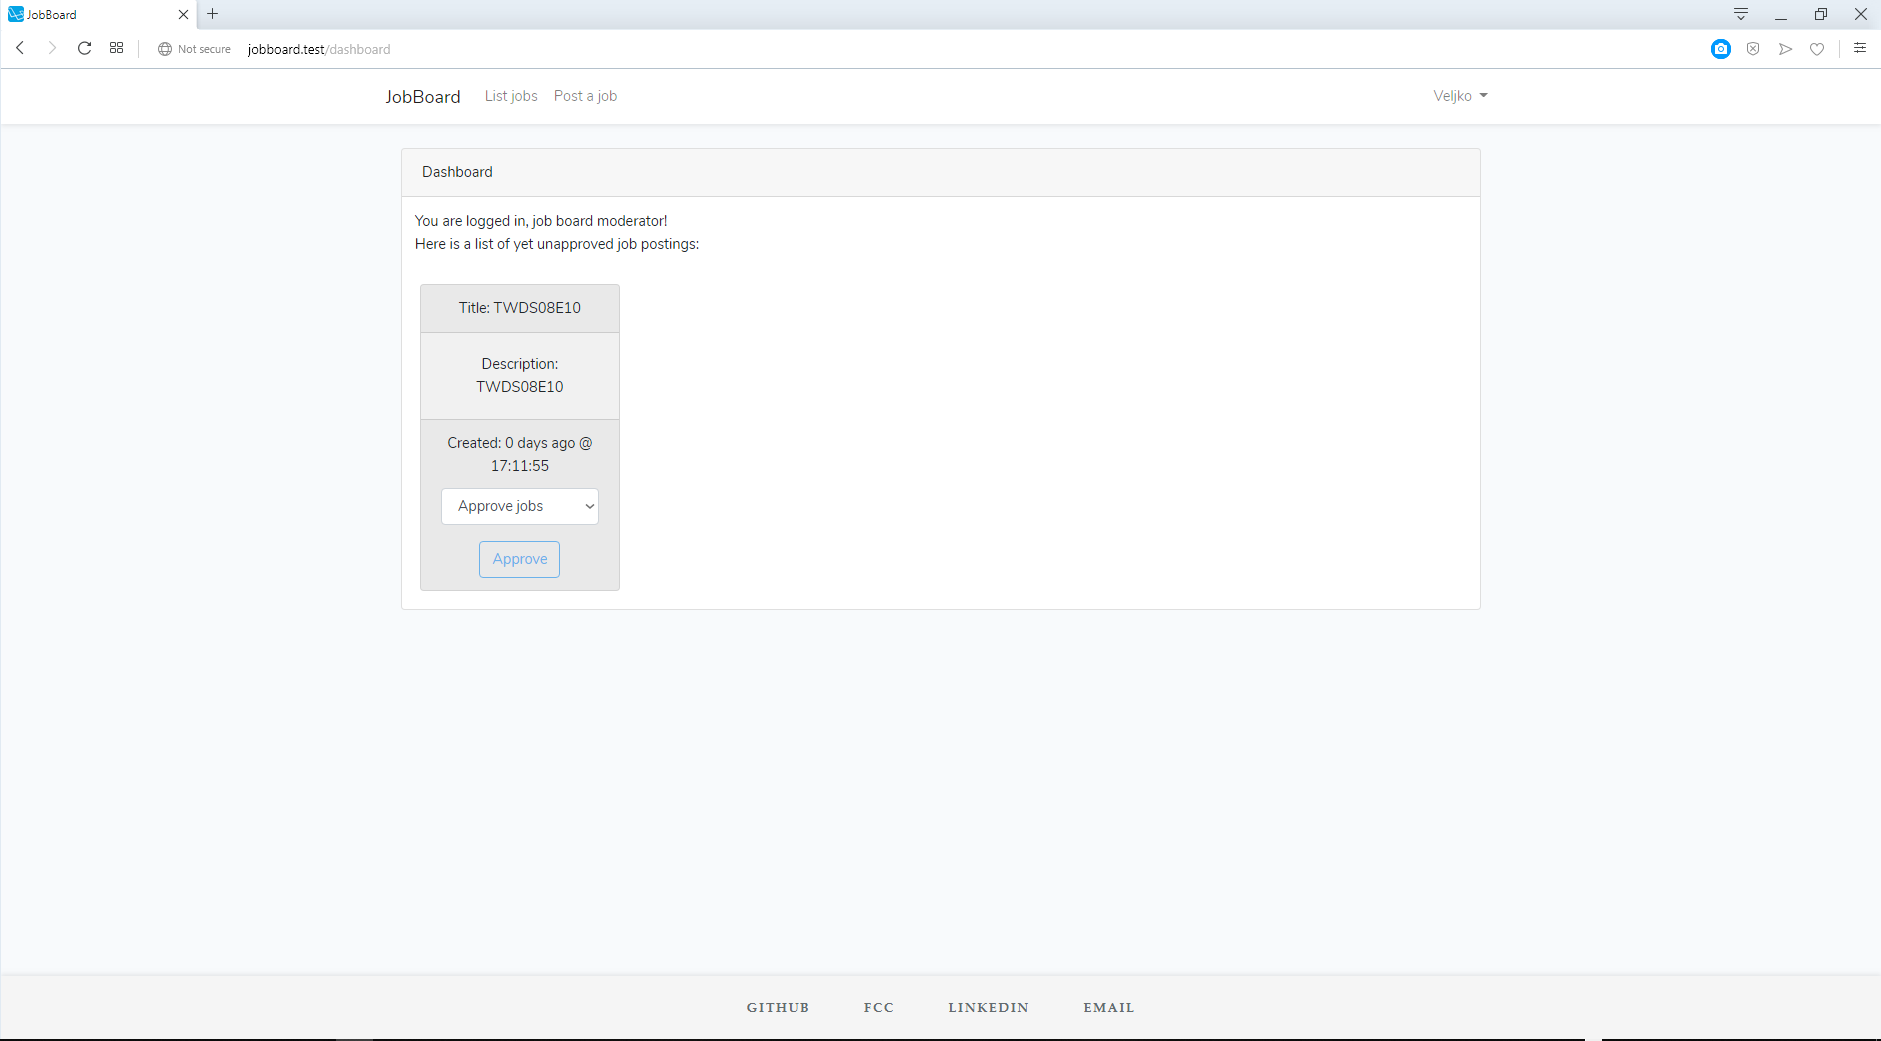 JobBoard
Not secure jobboard.test/dashboard
JobBoard List jobs Post a job Veljko
Dashboard
You are logged in, job board moderator!
Here is a list of yet unapproved job postings:
Title: TWDS08E10
Description:
TWDS08E10
Created: 0 days ago @
17:11:55
Approve jobs
Approve
GITHUB FCC LINKEDIN EMAIL